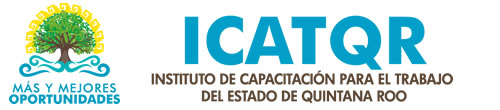 MÁS Y MEJORES
OPORTUNIDADES
ICATQR
INSTITUTO DE CAPACITACIÓN PARA EL TRABAJO
DEL ESTADO DE QUINTANA ROO